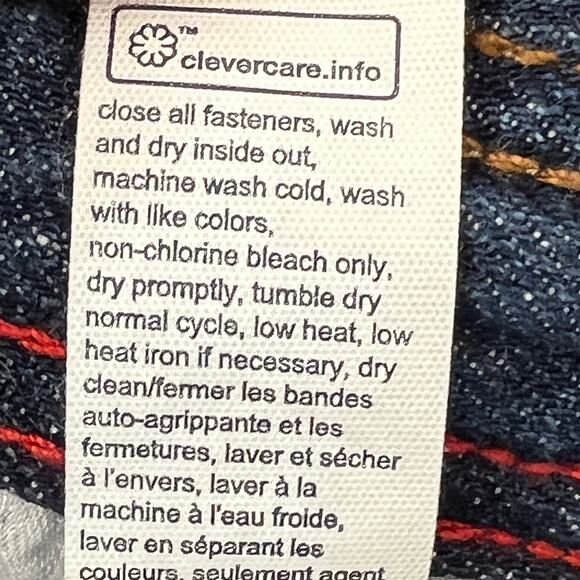 ™
clevercare.info
close all fasteners, wash
and dry inside out,
machine wash cold, wash
with like colors,
non-chlorine bleach only,
dry promptly, tumble dry
normal cycle, low heat, low
heat iron if necessary, dry
clean/fermer les bandes
auto-agrippante et les
fermetures, laver et sécher
à l'envers, laver à la
machine à l'eau froide,
laver en séparant les
couleurs, seulement agent